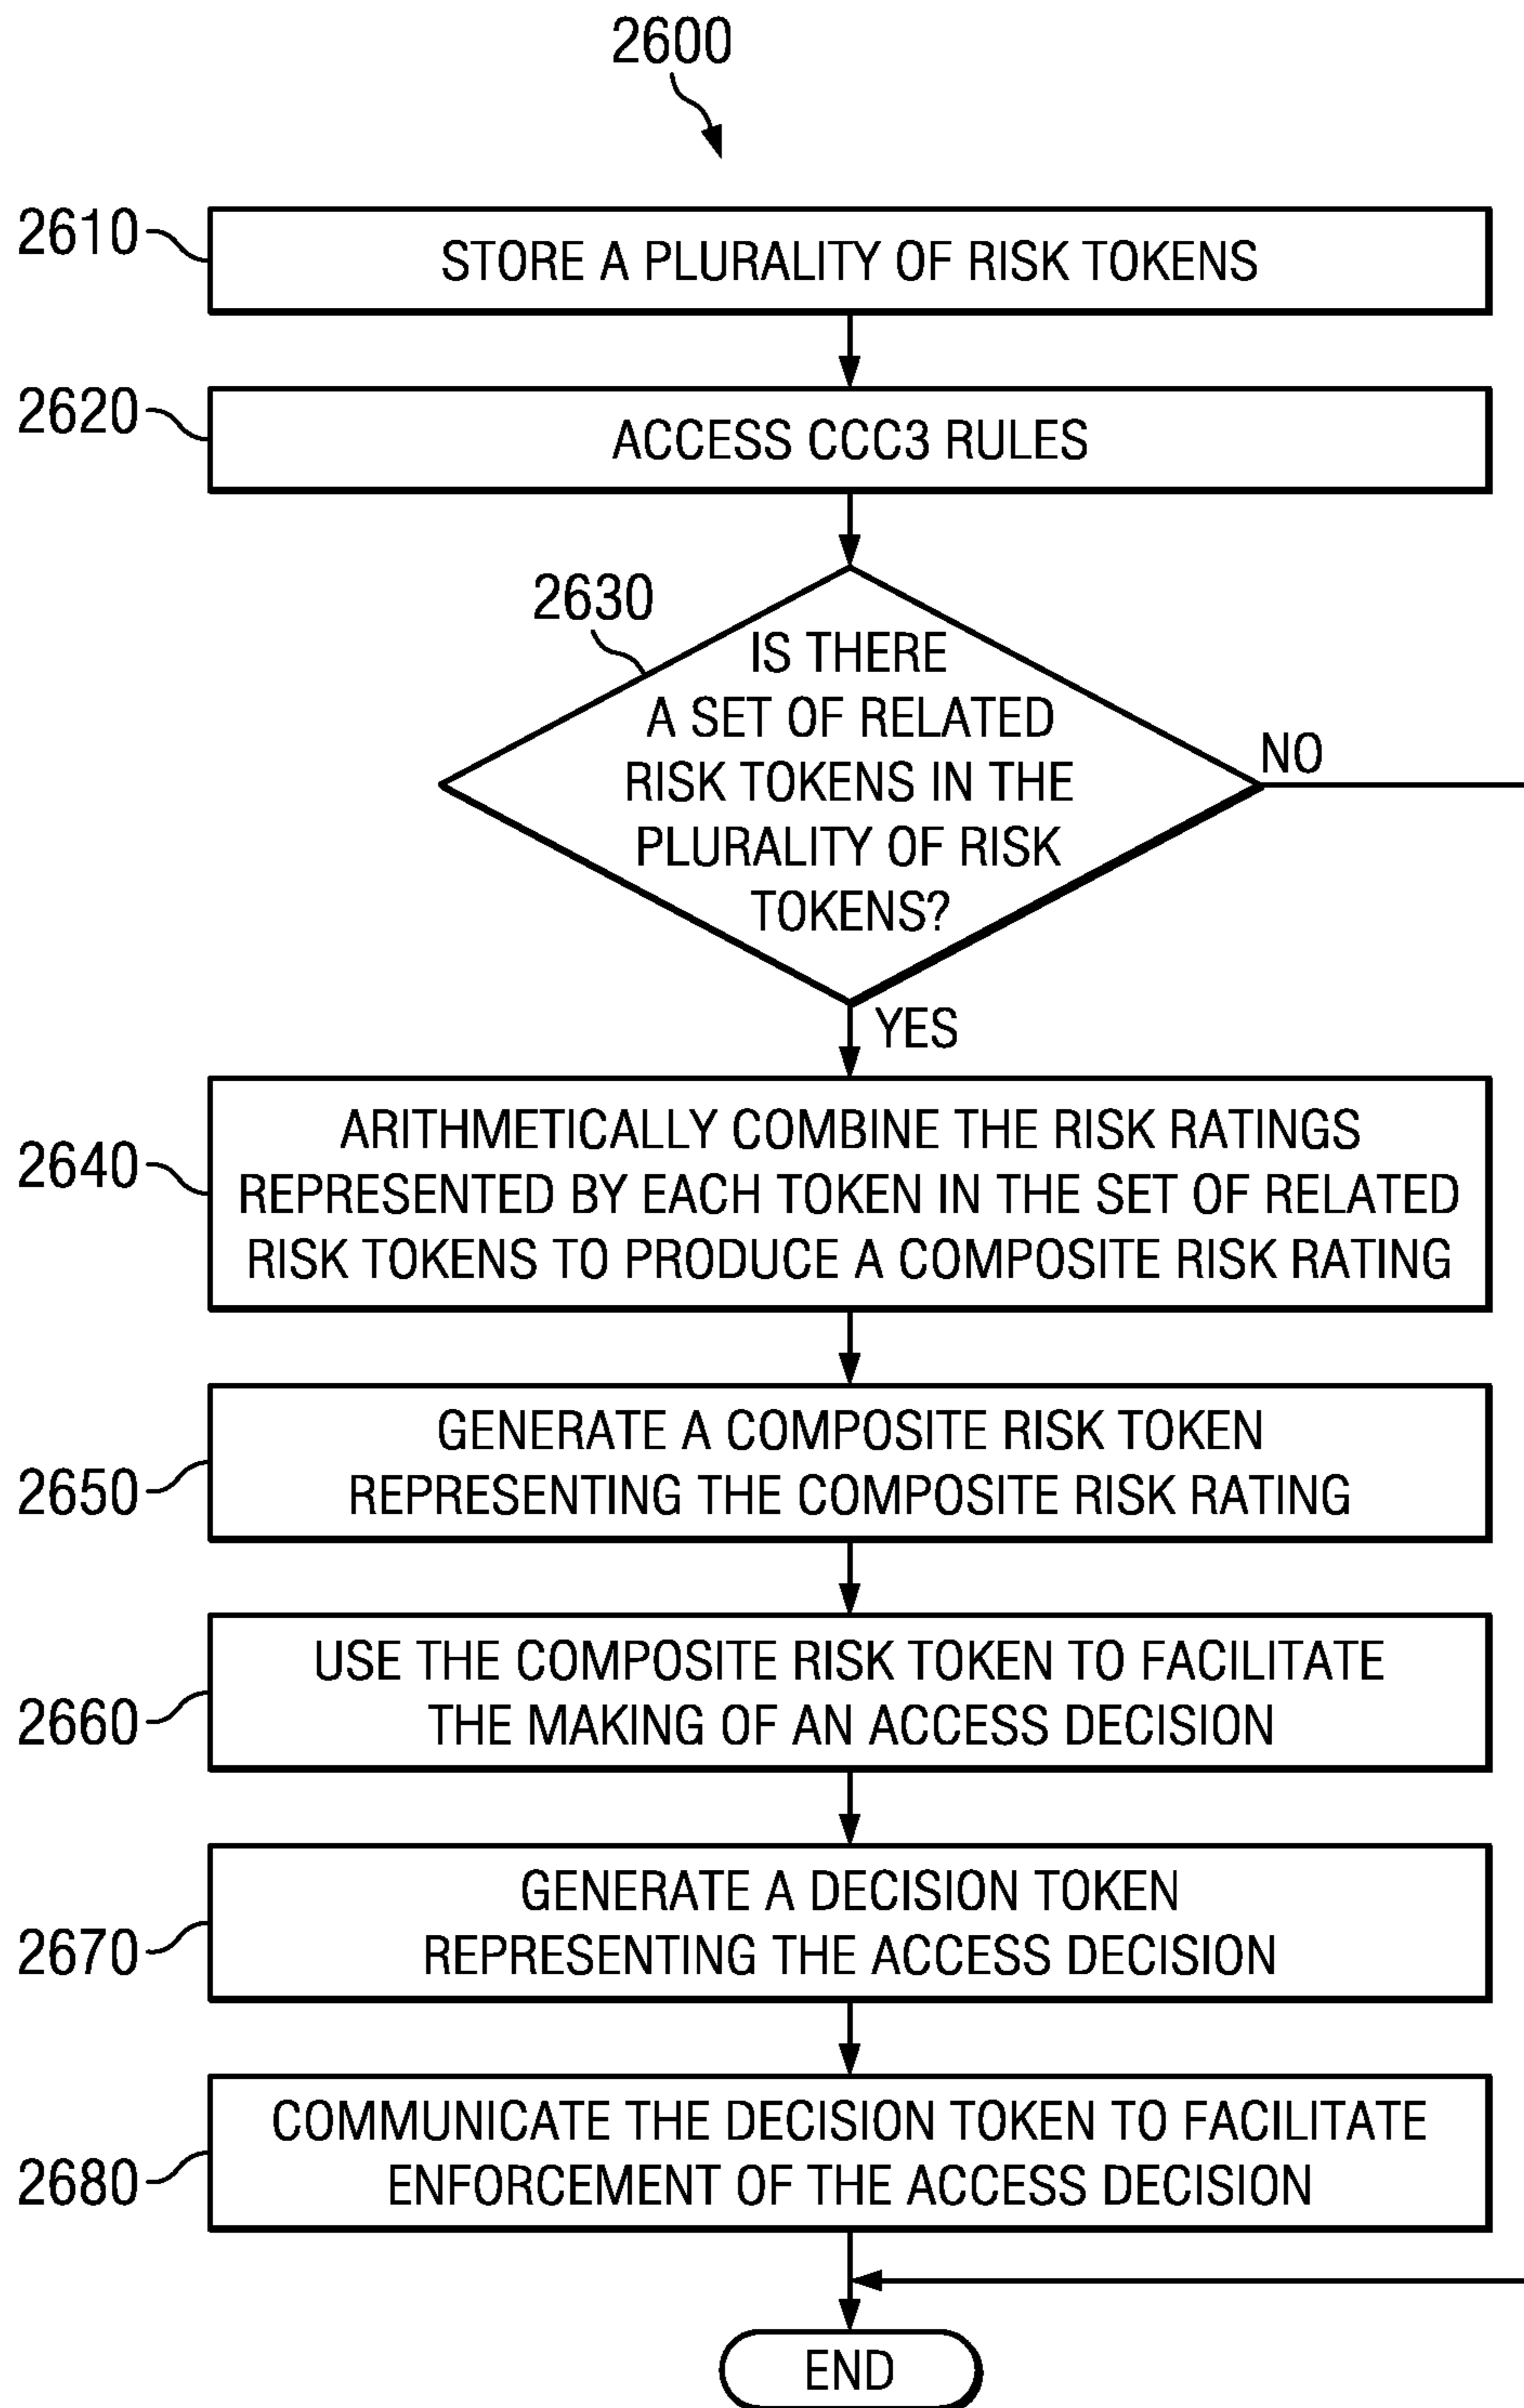 2600
2610
STORE A PLURALITY OF RISK TOKENS
2620
ACCESS CCC3 RULES
2630
IS THERE
A SET OF RELATED
RISK TOKENS IN THE
PLURALITY OF RISK
TOKENS?
NO
YES
2640
ARITHMETICALLY COMBINE THE RISK RATINGS
REPRESENTED BY EACH TOKEN IN THE SET OF RELATED
RISK TOKENS TO PRODUCE A COMPOSITE RISK RATING
2650
GENERATE A COMPOSITE RISK TOKEN
REPRESENTING THE COMPOSITE RISK RATING
2660
USE THE COMPOSITE RISK TOKEN TO FACILITATE
THE MAKING OF AN ACCESS DECISION
2670
GENERATE A DECISION TOKEN
REPRESENTING THE ACCESS DECISION
2680
COMMUNICATE THE DECISION TOKEN TO FACILITATE
ENFORCEMENT OF THE ACCESS DECISION
END